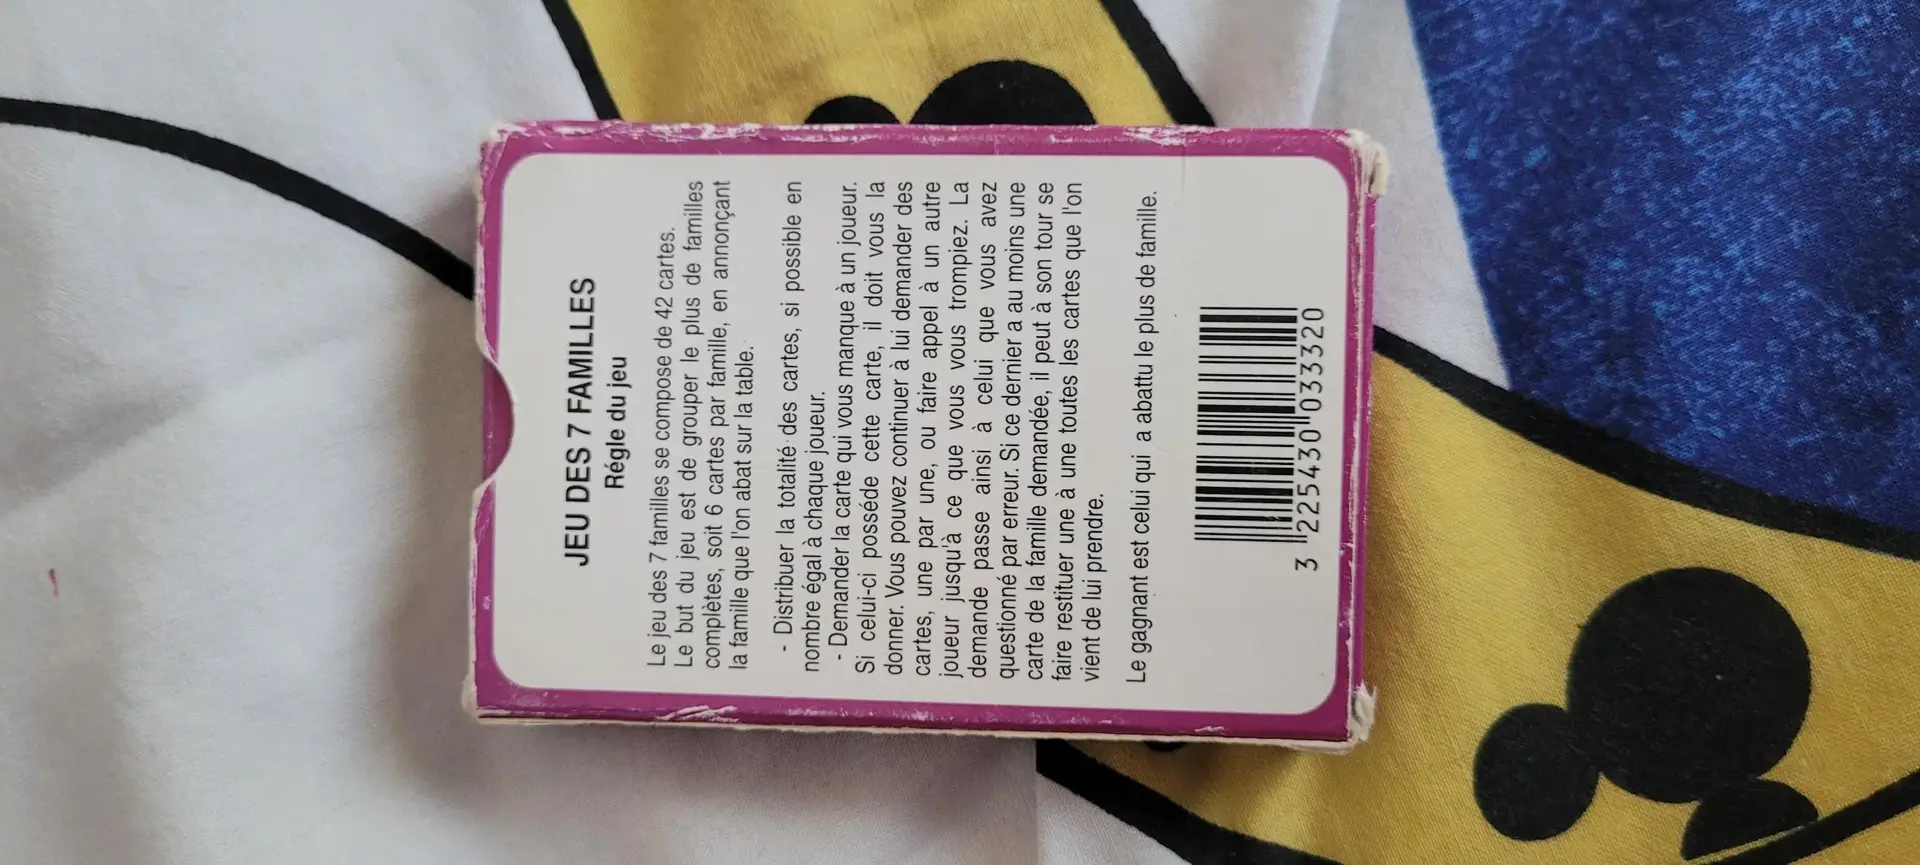 JEU DES 7 FAMILLES
Régle du jeu
Le jeu des 7 familles se compose de 42 cartes.
Le but du jeu est de grouper le plus de familles
complètes, soit 6 cartes par famille, en annonçant
la famille que l'on abat sur la table.
- Distribuer la totalité des cartes, si possible en
nombre égal à chaque joueur.
- Demander la carte qui vous manque à un joueur.
Si celui-ci posséde cette carte, il doit vous la
donner. Vous pouvez continuer à lui demander des
cartes, une par une, ou faire appel à un autre
joueur jusqu'à ce que vous vous trompiez. La
demande passe ainsi à celui que vous avez
questionné par erreur. Si ce dernier a au moins une
carte de la famille demandée, il peut à son tour se
faire restituer une à une toutes les cartes que l'on
vient de lui prendre.
Le gagnant est celui qui a abattu le plus de famille.
3 225430 033320